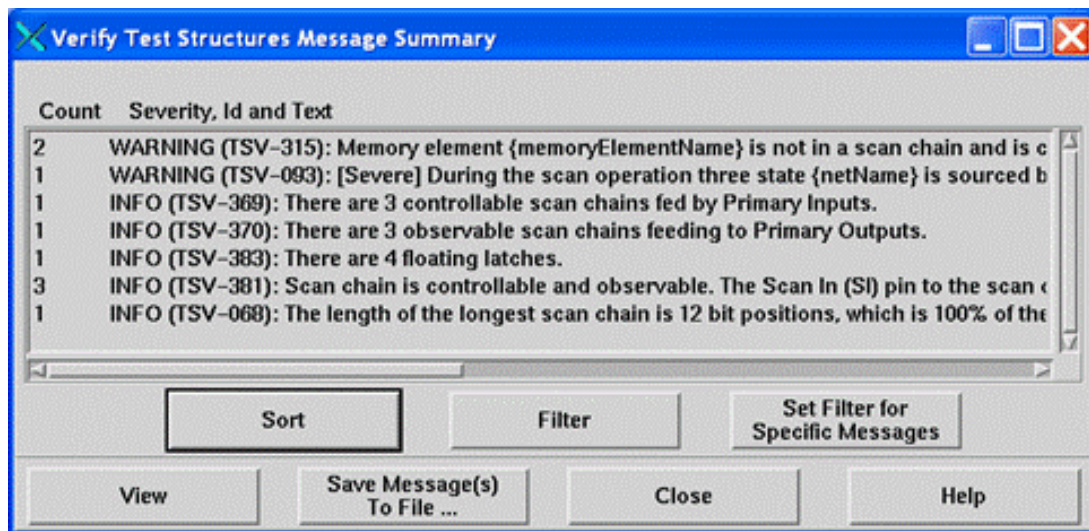 Verify Test Structures Message Summary
Count Severity, Id and Text
2 WARNING (TSV-315): Memory element {memoryElementName} is not in a scan chain and is c
1 WARNING (TSV-093): [Severe] During the scan operation three state {netName} is sourced b
1 INFO (TSV-369): There are 3 controllable scan chains fed by Primary Inputs.
1 INFO (TSV-370): There are 3 observable scan chains feeding to Primary Outputs.
1 INFO (TSV-383): There are 4 floating latches.
3 INFO (TSV-381): Scan chain is controllable and observable. The Scan In (SI) pin to the scan c
1 INFO (TSV-068): The length of the longest scan chain is 12 bit positions, which is 100% of the
Sort Filter Set Filter for
Specific Messages
View Save Message(s)
To File ... Close Help